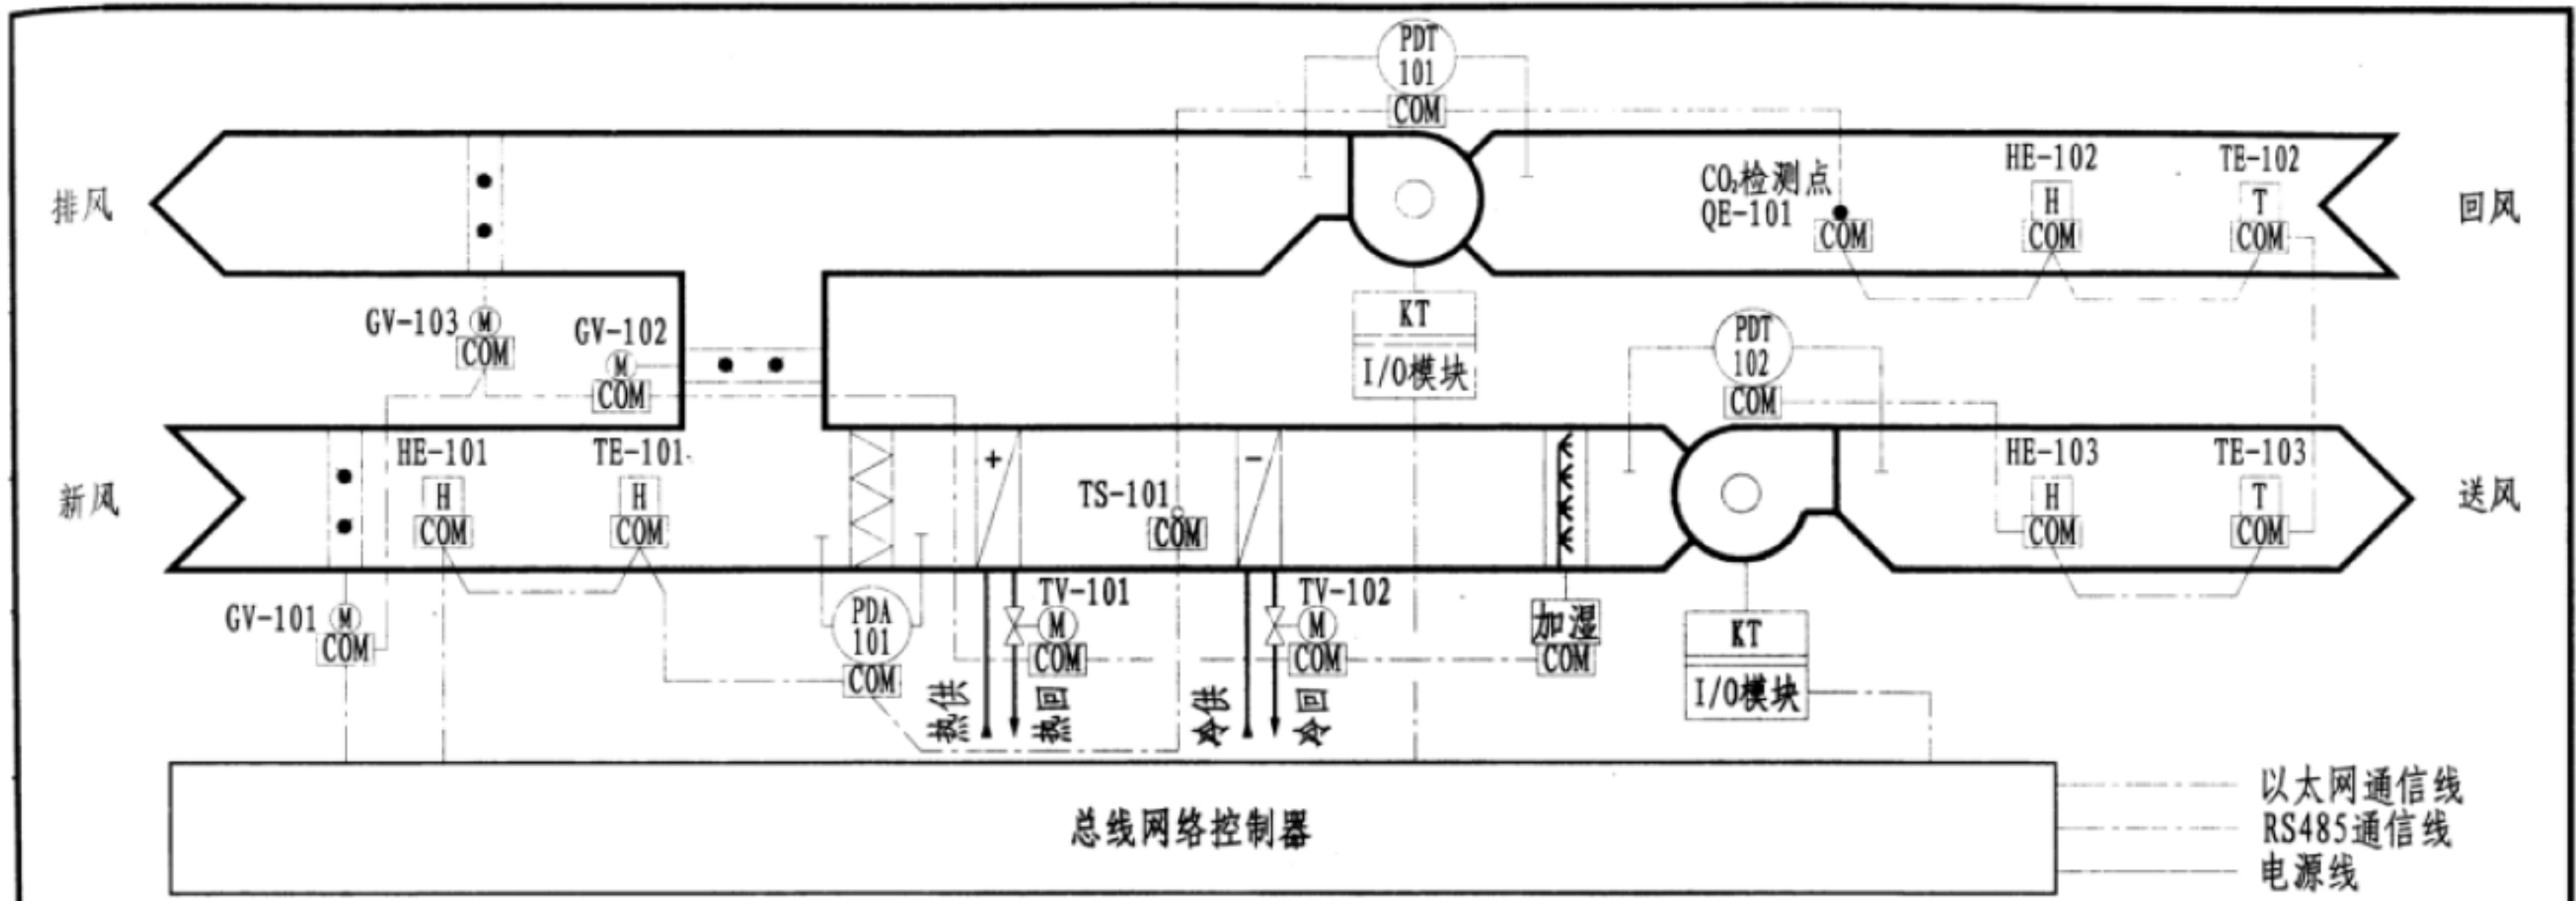 PDT
101
COM
排风
CO₂检测点
QE-101
COM
HE-102
H
COM
TE-102
T
COM
回风
GV-103
M
COM
GV-102
M
COM
KT
I/O模块
PDT
102
COM
新风
HE-101
H
COM
TE-101
H
COM
+
TS-101
COM
-
HE-103
H
COM
TE-103
T
COM
送风
GV-101
M
COM
PDA
101
COM
TV-101
M
COM
TV-102
M
COM
加湿
COM
KT
I/O模块
热供
热回
冷供
冷回
总线网络控制器
以太网通信线
RS485通信线
电源线